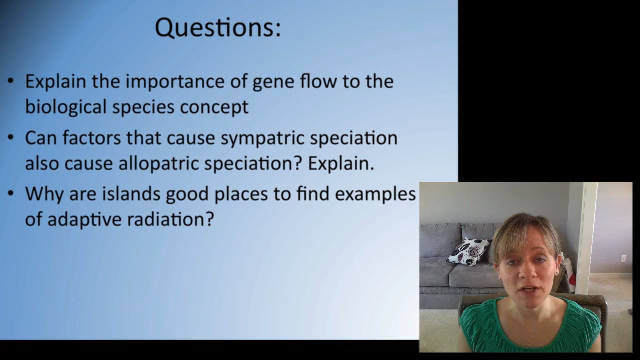 Questions:
• Explain the importance of gene flow to the
biological species concept
• Can factors that cause sympatric speciation
also cause allopatric speciation? Explain.
• Why are islands good places to find examples
of adaptive radiation?